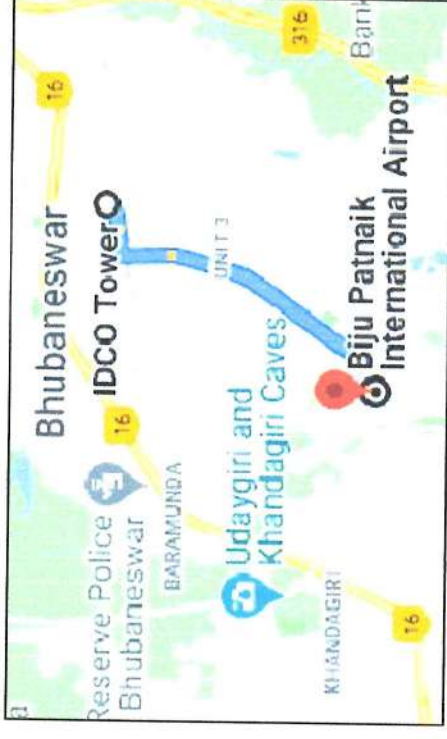 a
16
Bhubaneswar
IDCO Tower
Reserve Police
Bhubaneswar
16
BARAMUNDA
316
Bank
UNIT 3
Udaygiri and
Khandagiri Caves
KHANDAGIRI
Biju Patnaik
International Airport
16